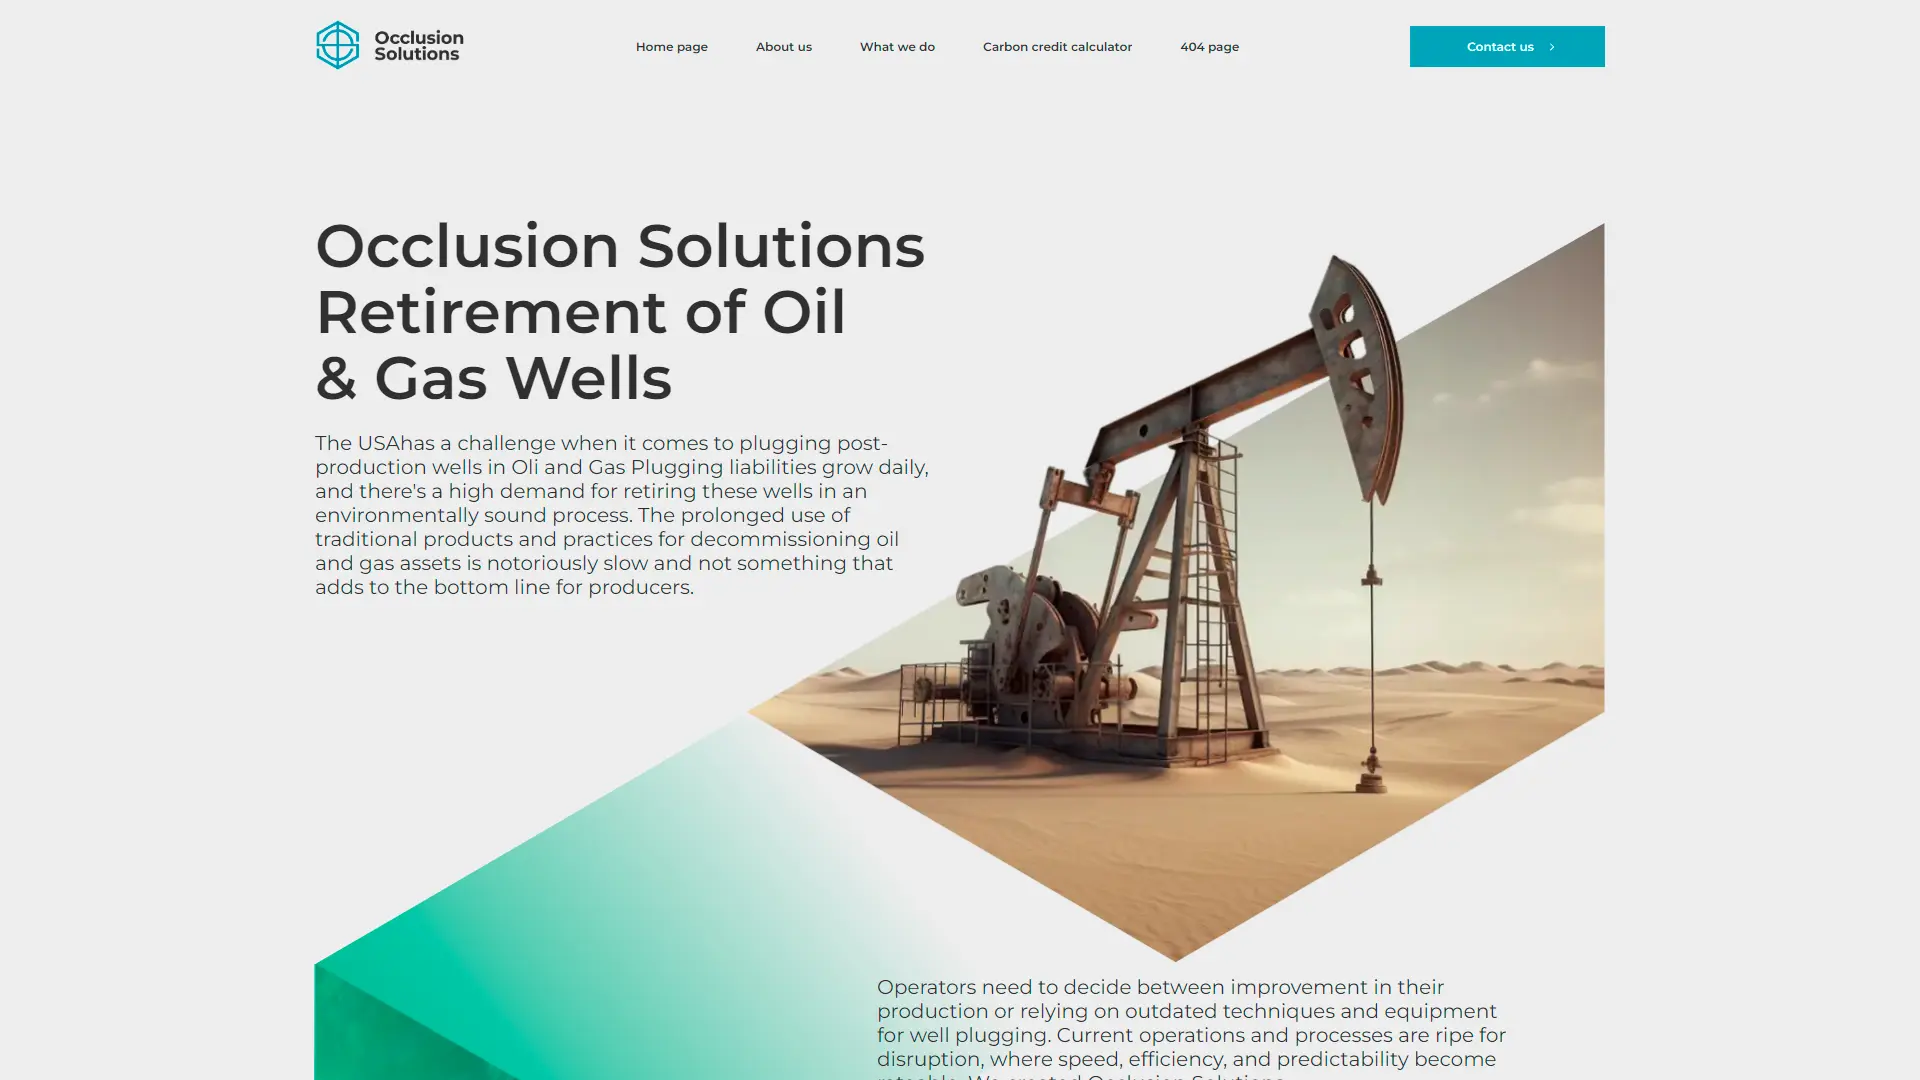 Occlusion
Solutions
Home page
About us
What we do
Carbon credit calculator
404 page
Contact us
Occlusion Solutions
Retirement of Oil
& Gas Wells
The USAhas a challenge when it comes to plugging post-
production wells in Oli and Gas Plugging liabilities grow daily,
and there's a high demand for retiring these wells in an
environmentally sound process. The prolonged use of
traditional products and practices for decommissioning oil
and gas assets is notoriously slow and not something that
adds to the bottom line for producers.
Operators need to decide between improvement in their
production or relying on outdated techniques and equipment
for well plugging. Current operations and processes are ripe for
disruption, where speed, efficiency, and predictability become
We created Occlusion Solutions